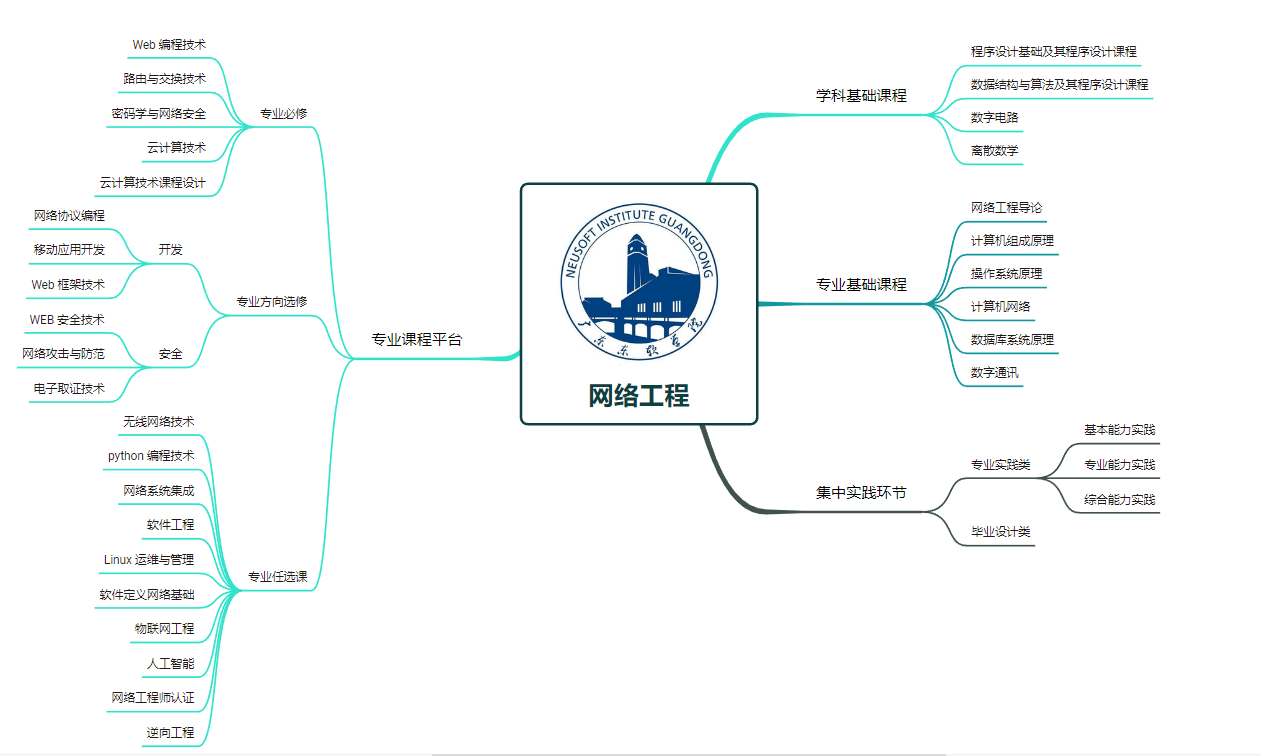 Web 编程技术
路由与交换技术
密码学与网络安全
云计算技术
云计算技术课程设计
专业必修
网络协议编程
移动应用开发
Web 框架技术
开发
WEB 安全技术
网络攻击与防范
电子取证技术
安全
专业方向选修
无线网络技术
python 编程技术
网络系统集成
软件工程
Linux 运维与管理
软件定义网络基础
物联网工程
人工智能
网络工程师认证
逆向工程
专业任选课
专业课程平台
NEUSOFT INSTITUTE GUANGDONG
广东东软学院
网络工程
学科基础课程
程序设计基础及其程序设计课程
数据结构与算法及其程序设计课程
数字电路
离散数学
专业基础课程
网络工程导论
计算机组成原理
操作系统原理
计算机网络
数据库系统原理
数字通讯
集中实践环节
专业实践类
基本能力实践
专业能力实践
综合能力实践
毕业设计类